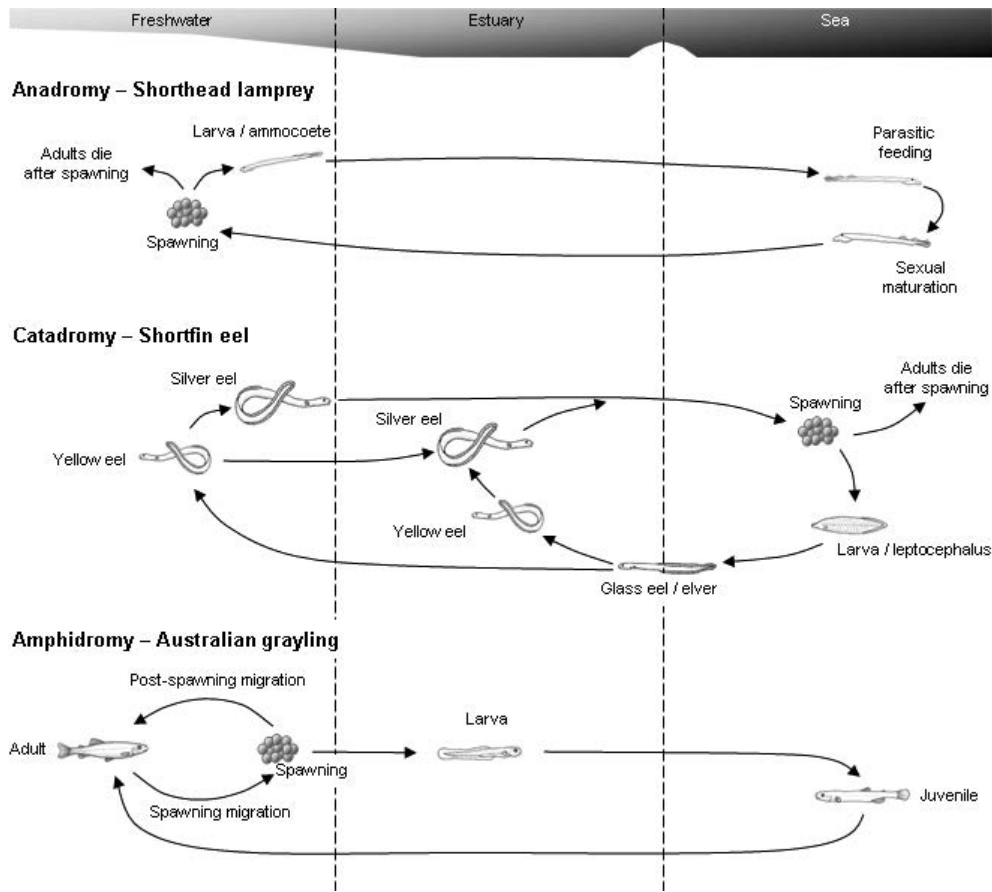 Freshwater
Estuary
Sea
Anadromy – Shorthead lamprey
Larva / ammocoete
Adults die
after spawning
Spawning
Parasitic
feeding
Sexual
maturation
Catadromy – Shortfin eel
Silver eel
Yellow eel
Silver eel
Yellow eel
Glass eel / elver
Spawning
Adults die
after spawning
Larva / leptocephalus
Amphidromy – Australian grayling
Post-spawning migration
Adult
Spawning
Spawning migration
Larva
Juvenile